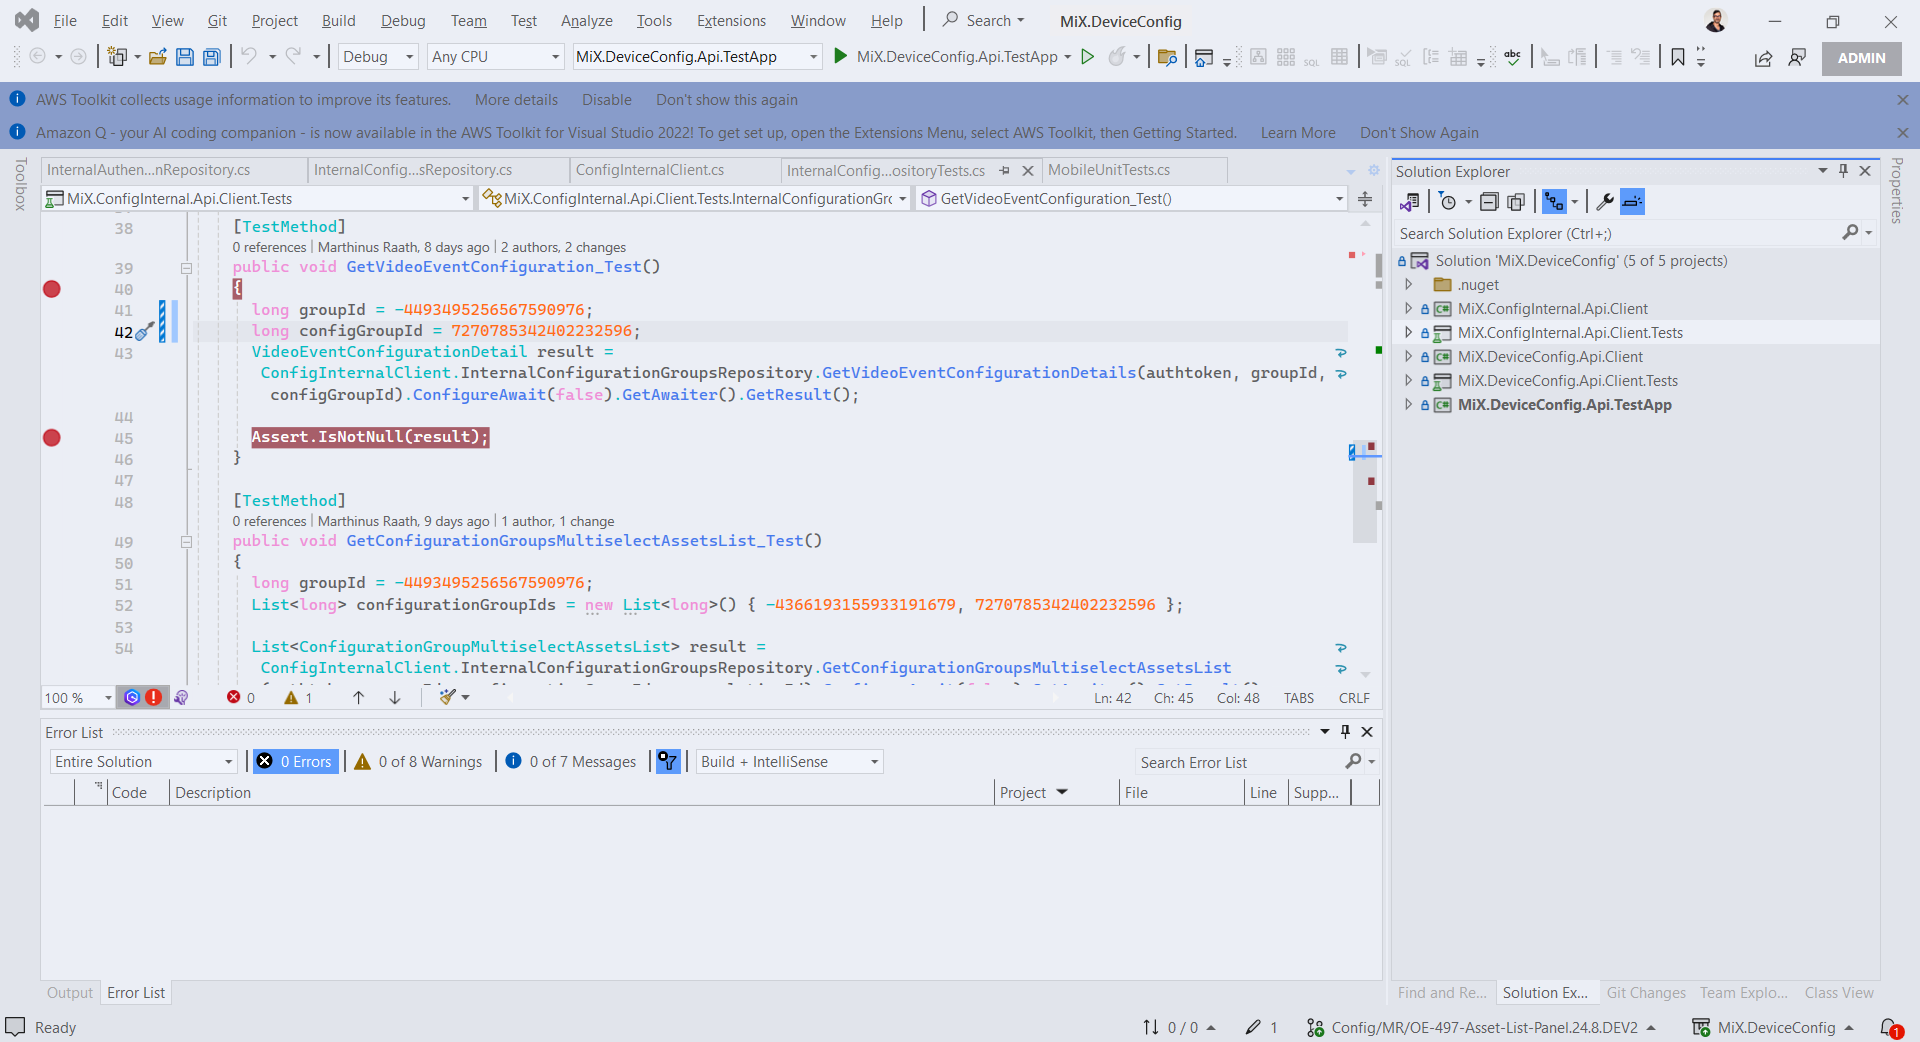 File Edit View Git Project Build Debug Team Test Analyze Tools Extensions Window Help Search MiX.DeviceConfig
Debug Any CPU MiX.DeviceConfig.Api.TestApp MiX.DeviceConfig.Api.TestApp SQL SQL abc ADMIN
AWS Toolkit collects usage information to improve its features. More details Disable Don't show this again
Amazon Q - your AI coding companion - is now available in the AWS Toolkit for Visual Studio 2022! To get set up, open the Extensions Menu, select AWS Toolkit, then Getting Started. Learn More Don't Show Again
Toolbox
InternalAuthen...nRepository.cs InternalConfig...sRepository.cs ConfigInternalClient.cs InternalConfig...ositoryTests.cs MobileUnitTests.cs
MiX.ConfigInternal.Api.Client.Tests MiX.ConfigInternal.Api.Client.Tests.InternalConfigurationGrc GetVideoEventConfiguration_Test()
38 [TestMethod]
0 references | Marthinus Raath, 8 days ago | 2 authors, 2 changes
39 public void GetVideoEventConfiguration_Test()
40 {
41 long groupId = -4493495256567590976;
42 long configGroupId = 7270785342402232596;
43 VideoEventConfigurationDetail result =
ConfigInternalClient.InternalConfigurationGroupsRepository.GetVideoEventConfigurationDetails(authtoken, groupId,
configGroupId).ConfigureAwait(false).GetAwaiter().GetResult();
44
45 Assert.IsNotNull(result);
46 }
47
48 [TestMethod]
0 references | Marthinus Raath, 9 days ago | 1 author, 1 change
49 public void GetConfigurationGroupsMultiselectAssetsList_Test()
50 {
51 long groupId = -4493495256567590976;
52 List<long> configurationGroupIds = new List<long>() { -4366193155933191679, 7270785342402232596 };
53
54 List<ConfigurationGroupMultiselectAssetsList> result =
ConfigInternalClient.InternalConfigurationGroupsRepository.GetConfigurationGroupsMultiselectAssetsList
100 % 0 1 Ln: 42 Ch: 45 Col: 48 TABS CRLF
Error List
Entire Solution 0 Errors 0 of 8 Warnings 0 of 7 Messages Build + IntelliSense Search Error List
Code Description Project File Line Supp...
Output Error List
Solution Explorer
Search Solution Explorer (Ctrl+;)
Solution 'MiX.DeviceConfig' (5 of 5 projects)
.nuget
C# MiX.ConfigInternal.Api.Client
MiX.ConfigInternal.Api.Client.Tests
C# MiX.DeviceConfig.Api.Client
MiX.DeviceConfig.Api.Client.Tests
C# MiX.DeviceConfig.Api.TestApp
Find and Re... Solution Ex... Git Changes Team Explo... Class View
Properties
Ready 0 / 0 1 Config/MR/OE-497-Asset-List-Panel.24.8.DEV2 MiX.DeviceConfig 1